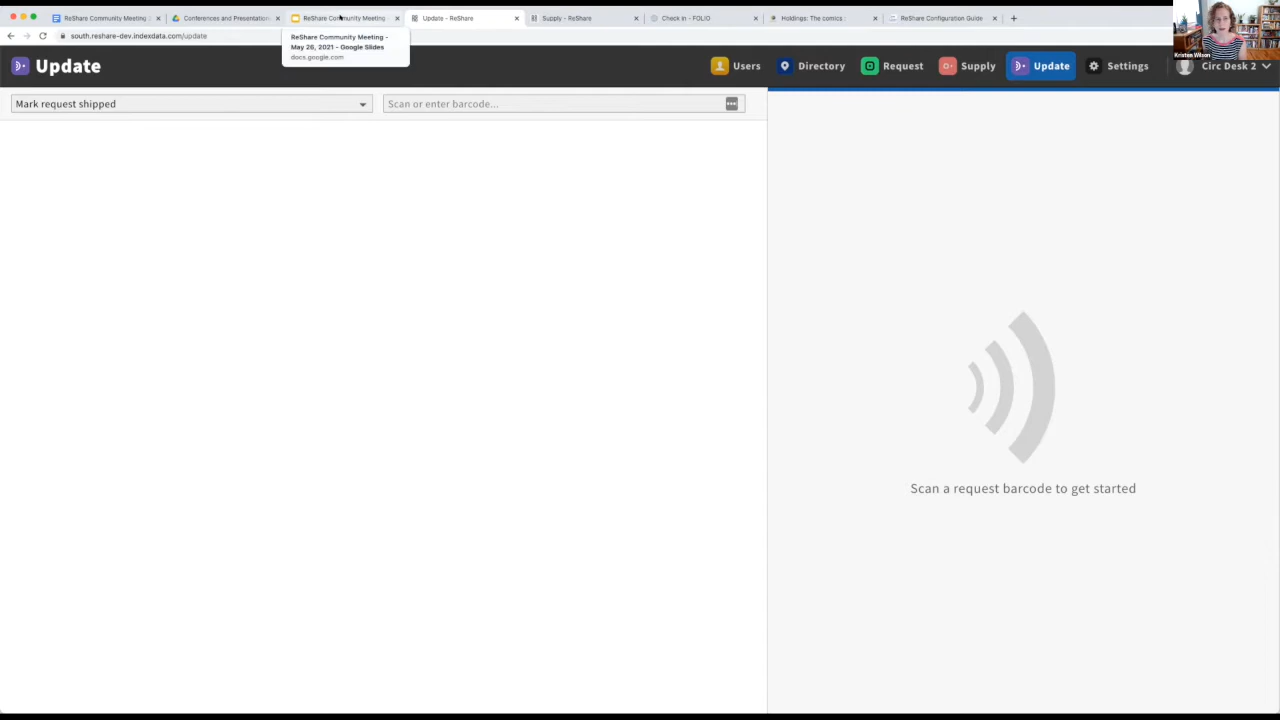 ReShare Community Meeting
Conferences and Presentation
ReShare Community Meeting -
Update - ReShare
Supply - ReShare
Check in - FOLIO
Holdings: The comics :
ReShare Configuration Guide
south.reshare-dev.indexdata.com/update
ReShare Community Meeting -
May 26, 2021 - Google Slides
docs.google.com
Kristen Wilson
Update
Users
Directory
Request
Supply
Update
Settings
Circ Desk 2
Mark request shipped
Scan or enter barcode...
Scan a request barcode to get started